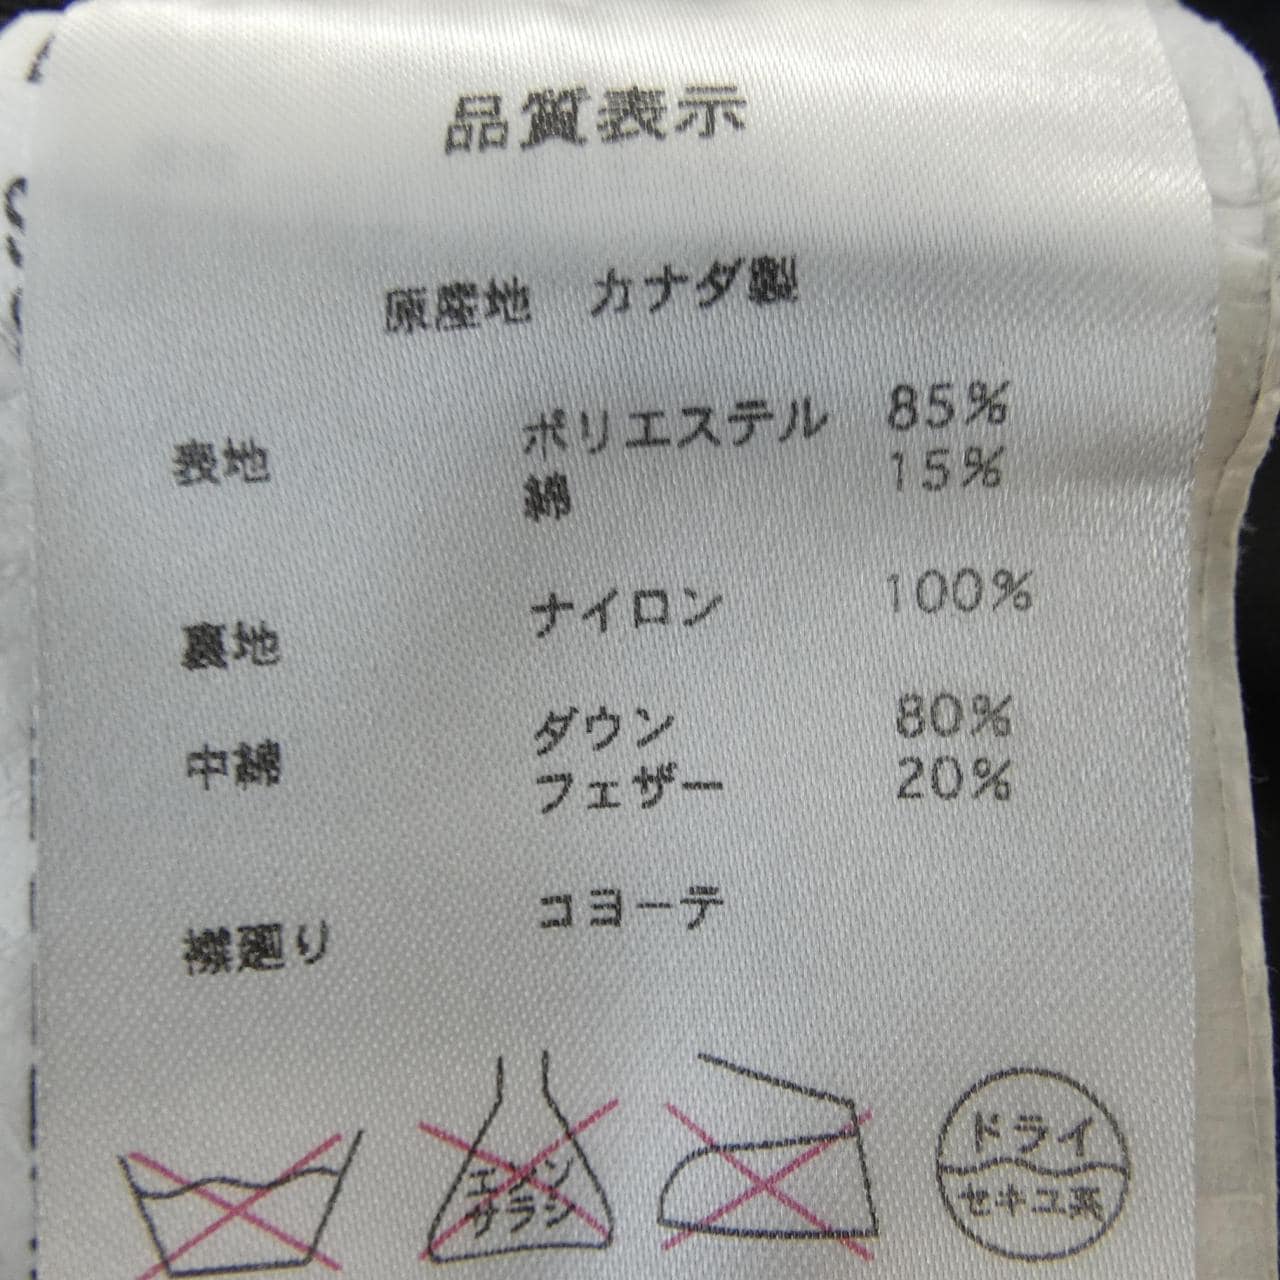 品質表示
原産地 カナダ製
表地 ポリエステル 85%
綿 15%
裏地 ナイロン 100%
中綿 ダウン 80%
フェザー 20%
襟廻り コヨーテ
エンソ
サラシ
ドライ
セキユ系